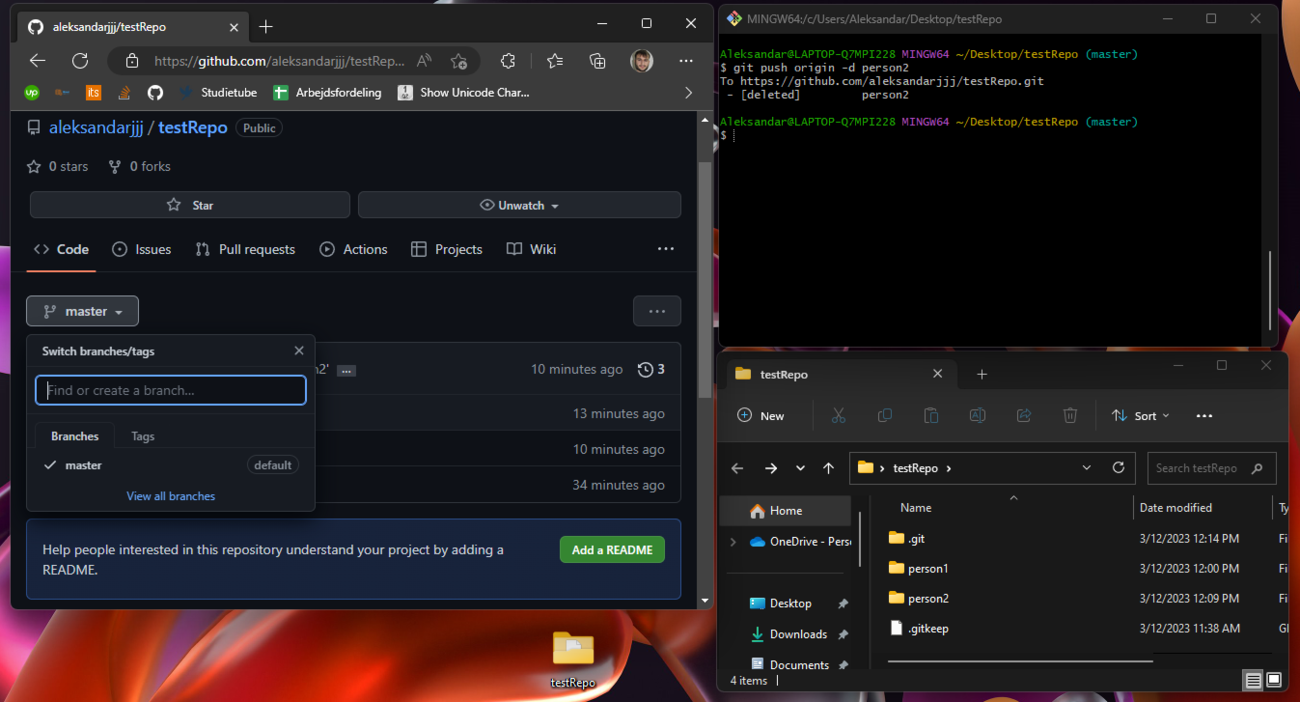 aleksandarjjj/testRepo
https://github.com/aleksandarjjj/testRep...
up
its
Studietube
Arbejdsfordeling
Show Unicode Char...
aleksandarjjj / testRepo Public
0 stars 0 forks
Star
Unwatch
Code Issues Pull requests Actions Projects Wiki ...
master
...
Switch branches/tags
Find or create a branch...
Branches Tags
master default
View all branches
n2' ... 10 minutes ago 3
13 minutes ago
10 minutes ago
34 minutes ago
Help people interested in this repository understand your project by adding a
README.
Add a README
testRepo
MINGW64:/c/Users/Aleksandar/Desktop/testRepo
Aleksandar@LAPTOP-Q7MPI228 MINGW64 ~/Desktop/testRepo (master)
$ git push origin -d person2
To https://github.com/aleksandarjjj/testRepo.git
- [deleted] person2
Aleksandar@LAPTOP-Q7MPI228 MINGW64 ~/Desktop/testRepo (master)
$
testRepo
New
Sort
...
testRepo
Search testRepo
Home
OneDrive - Perso
Desktop
Downloads
Documents
Name Date modified Ty
.git 3/12/2023 12:14 PM Fi
person1 3/12/2023 12:00 PM Fi
person2 3/12/2023 12:09 PM Fi
.gitkeep 3/12/2023 11:38 AM GI
4 items